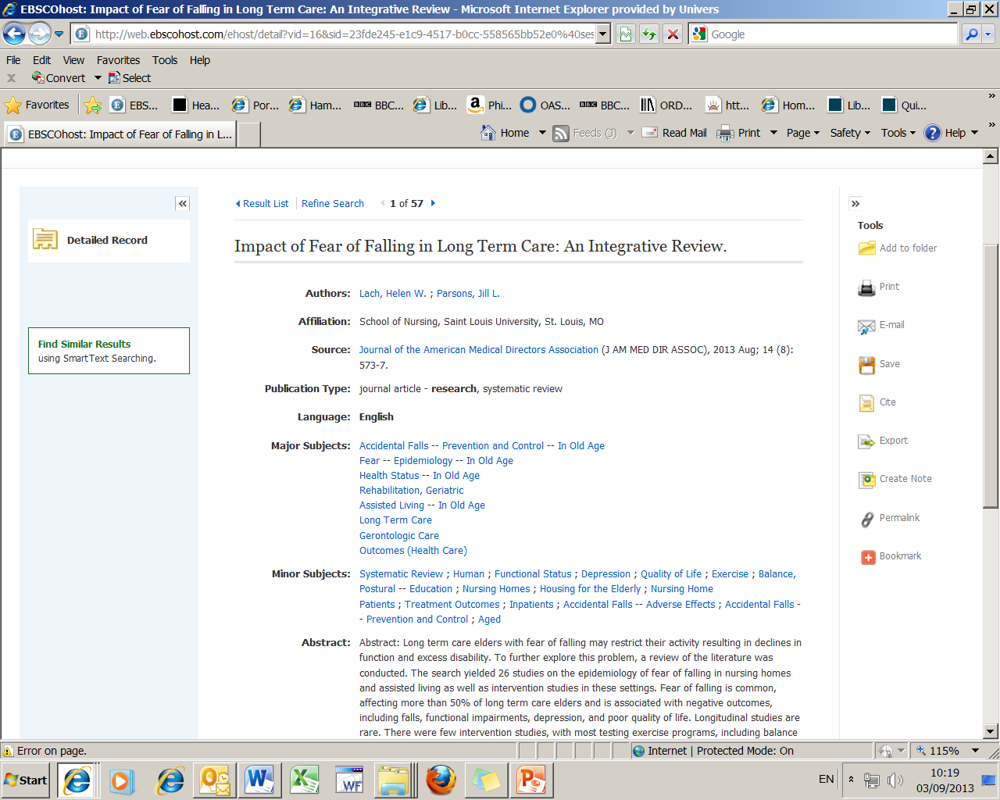 EBSCOhost: Impact of Fear of Falling in Long Term Care: An Integrative Review - Microsoft Internet Explorer provided by Univers
http://web.ebscohost.com/ehost/detail?vid=16&sid=23fde245-e1c9-4517-b0cc-558565bb52e0%40ses
Google
File Edit View Favorites Tools Help
x Convert Select
Favorites EBS... Hea... Por... Ham... BBC BBC... Lib... Phi... OAS... BBC BBC... ORD... htt... Hom... Lib... Qui... »
EBSCOhost: Impact of Fear of Falling in L... Home Feeds (J) Read Mail Print Page Safety Tools Help »
« Result List Refine Search 1 of 57 »
Detailed Record
Tools
Impact of Fear of Falling in Long Term Care: An Integrative Review.
Add to folder
Print
Authors: Lach, Helen W. ; Parsons, Jill L.
Affiliation: School of Nursing, Saint Louis University, St. Louis, MO
E-mail
Find Similar Results
using SmartText Searching.
Source: Journal of the American Medical Directors Association (J AM MED DIR ASSOC), 2013 Aug; 14 (8):
573-7.
Save
Publication Type: journal article - research, systematic review
Cite
Language: English
Export
Major Subjects: Accidental Falls -- Prevention and Control -- In Old Age
Fear -- Epidemiology -- In Old Age
Health Status -- In Old Age
Create Note
Rehabilitation, Geriatric
Assisted Living -- In Old Age
Long Term Care
Permalink
Gerontologic Care
Outcomes (Health Care)
Bookmark
Minor Subjects: Systematic Review ; Human ; Functional Status ; Depression ; Quality of Life ; Exercise ; Balance,
Postural -- Education ; Nursing Homes ; Housing for the Elderly ; Nursing Home
Patients ; Treatment Outcomes ; Inpatients ; Accidental Falls -- Adverse Effects ; Accidental Falls -
- Prevention and Control ; Aged
Abstract: Abstract: Long term care elders with fear of falling may restrict their activity resulting in declines in
function and excess disability. To further explore this problem, a review of the literature was
conducted. The search yielded 26 studies on the epidemiology of fear of falling in nursing homes
and assisted living as well as intervention studies in these settings. Fear of falling is common,
affecting more than 50% of long term care elders and is associated with negative outcomes,
including falls, functional impairments, depression, and poor quality of life. Longitudinal studies are
rare. There were few intervention studies, with most testing exercise programs, including balance
Error on page. Internet | Protected Mode: On 115%
Start WF EN 10:19
03/09/2013